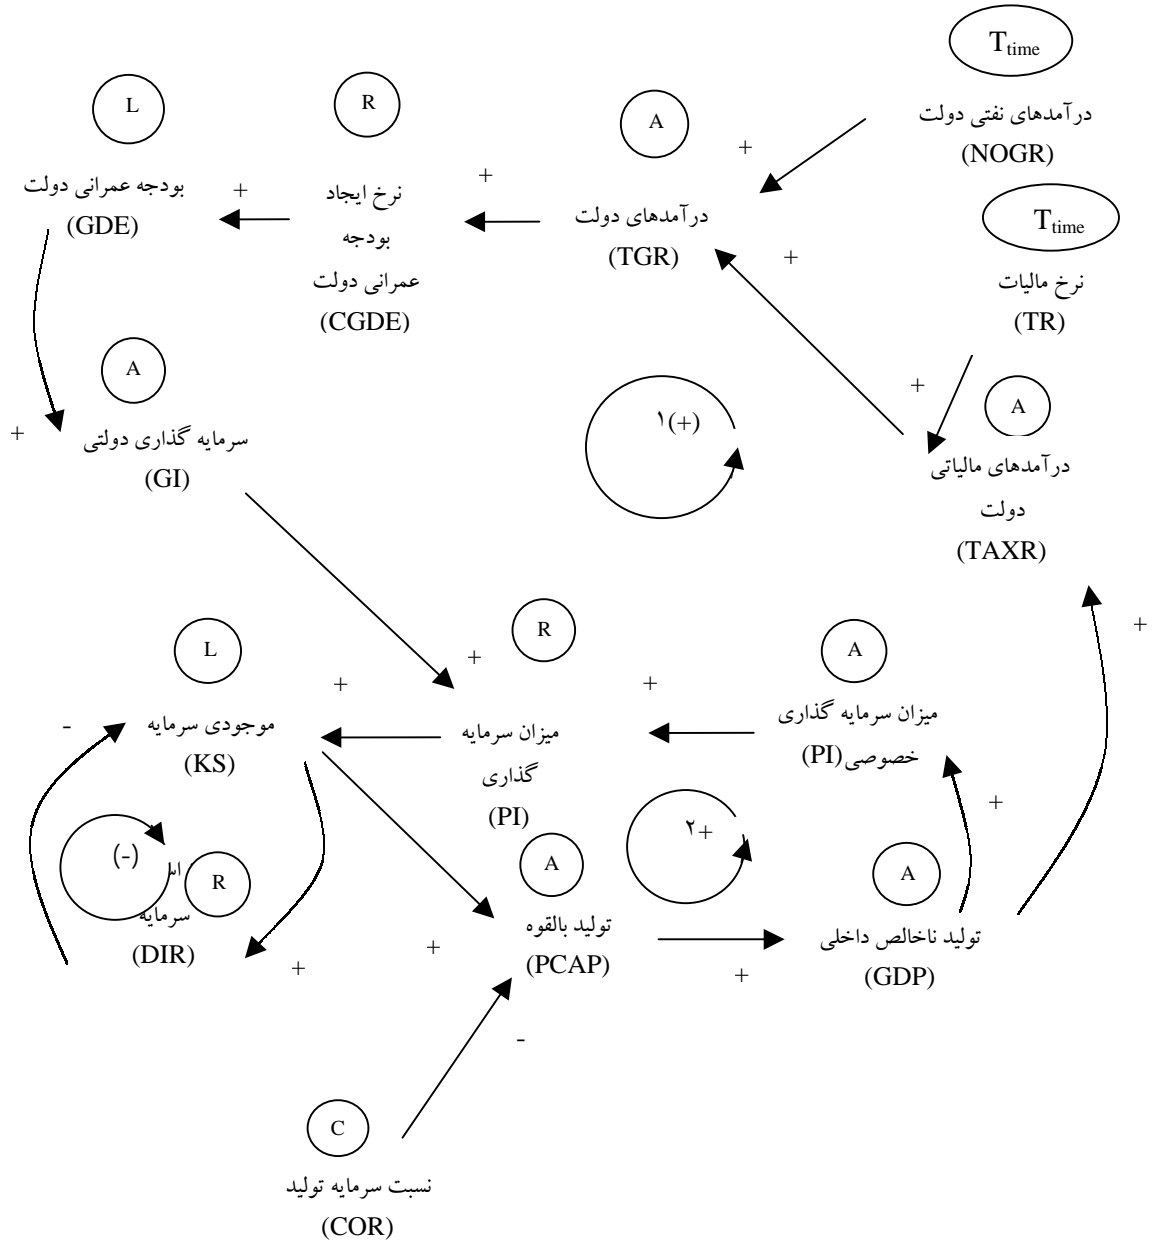 T time
درآمدهای نفتی دولت
(NOGR)
T time
نرخ مالیات
(TR)
L
بودجه عمرانی دولت
(GDE)
+
R
نرخ ایجاد
بودجه
عمرانی دولت
(CGDE)
+
A
درآمدهای دولت
(TGR)
+
+
+
A
درآمدهای مالیاتی
دولت
(TAXR)
A
سرمایه گذاری دولتی
(GI)
+
۱(+)
+
L
موجودی سرمایه
(KS)
-
+
R
میزان سرمایه
گذاری
(PI)
+
+
A
میزان سرمایه گذاری
خصوصی(PI)
+
(-)
R
سرمایه
(DIR)
+
۲+
A
تولید بالقوه
(PCAP)
+
+
A
تولید ناخالص داخلی
(GDP)
-
C
نسبت سرمایه تولید
(COR)